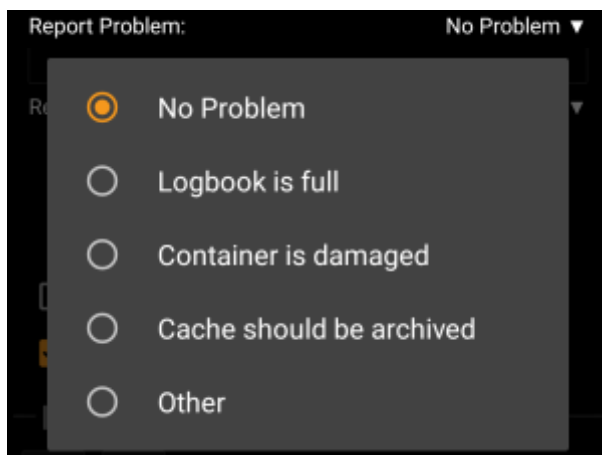 Report Problem: No Problem ▼
No Problem
Logbook is full
Container is damaged
Cache should be archived
Other